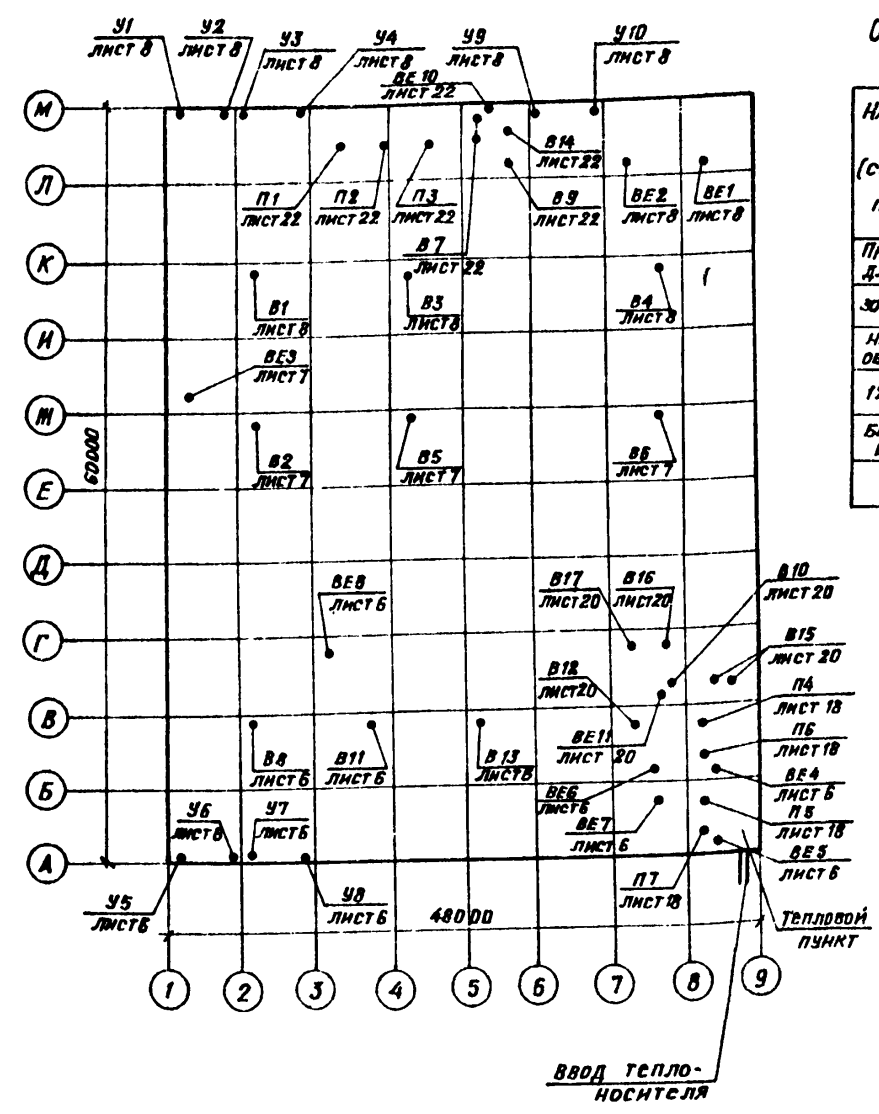 У1
лист 8
У2
лист 8
У3
лист 8
У4
лист 8
У9
лист 8
У10
лист 8
ВЕ10
лист 22
М
Л
К
И
Ж
Е
Д
Г
В
Б
А
П1
лист 22
П2
лист 22
П3
лист 22
В14
лист 22
В9
лист 22
ВЕ2
лист 8
ВЕ1
лист 8
В7
лист 22
В1
лист 8
В3
лист 8
В4
лист 8
ВЕ3
лист 7
В2
лист 7
В5
лист 7
В6
лист 7
60000
ВЕ8
лист 6
В17
лист 20
В16
лист 20
В10
лист 20
В15
лист 20
В12
лист 20
П4
лист 18
ВЕ11
лист 20
П6
лист 18
В8
лист 6
В11
лист 6
В13
лист 6
ВЕ6
лист 6
ВЕ4
лист 6
ВЕ7
лист 6
П5
лист 18
У6
лист 8
У7
лист 6
ВЕ5
лист 6
У5
лист 6
У8
лист 6
П7
лист 18
48000
Тепловой
пункт
1
2
3
4
5
6
7
8
9
Ввод тепло-
носителя